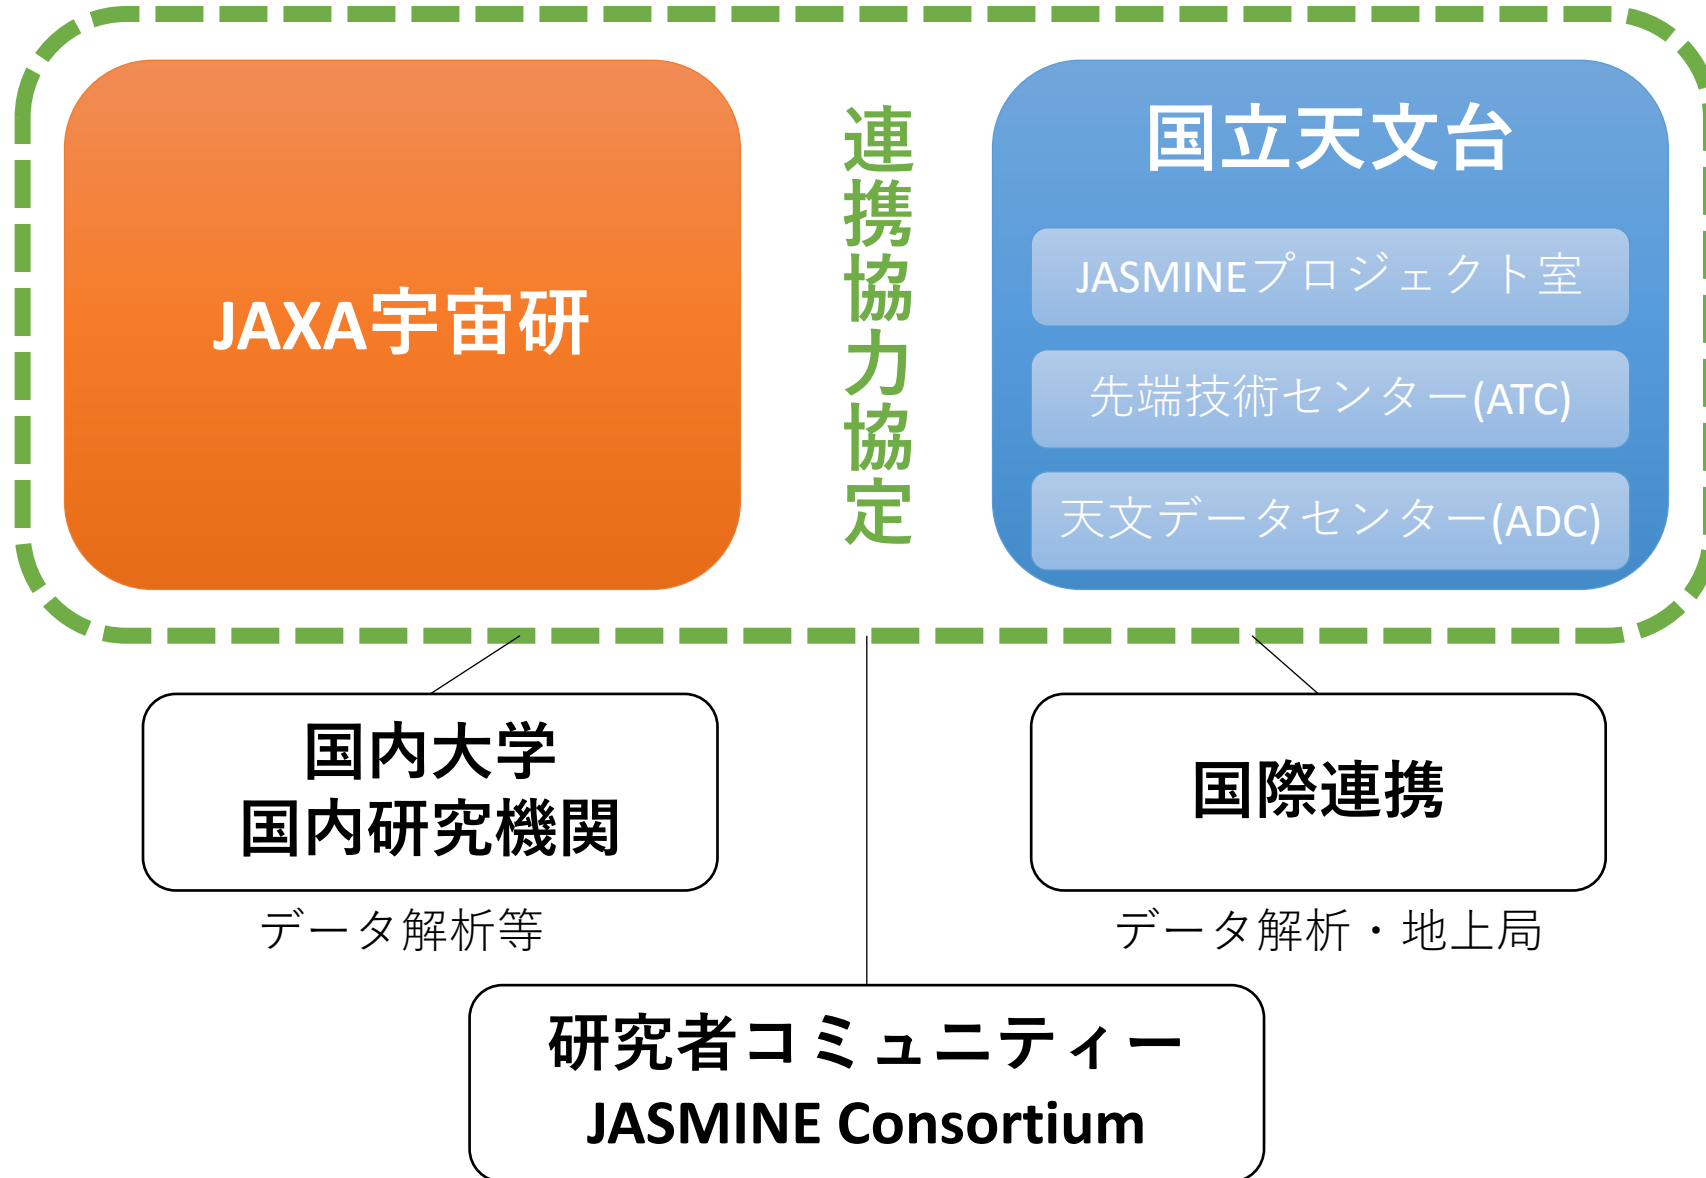 JAXA宇宙研
連携協力協定
国立天文台
JASMINEプロジェクト室
先端技術センター(ATC)
天文データセンター(ADC)
国内大学
国内研究機関
データ解析等
国際連携
データ解析・地上局
研究者コミュニティー
JASMINE Consortium